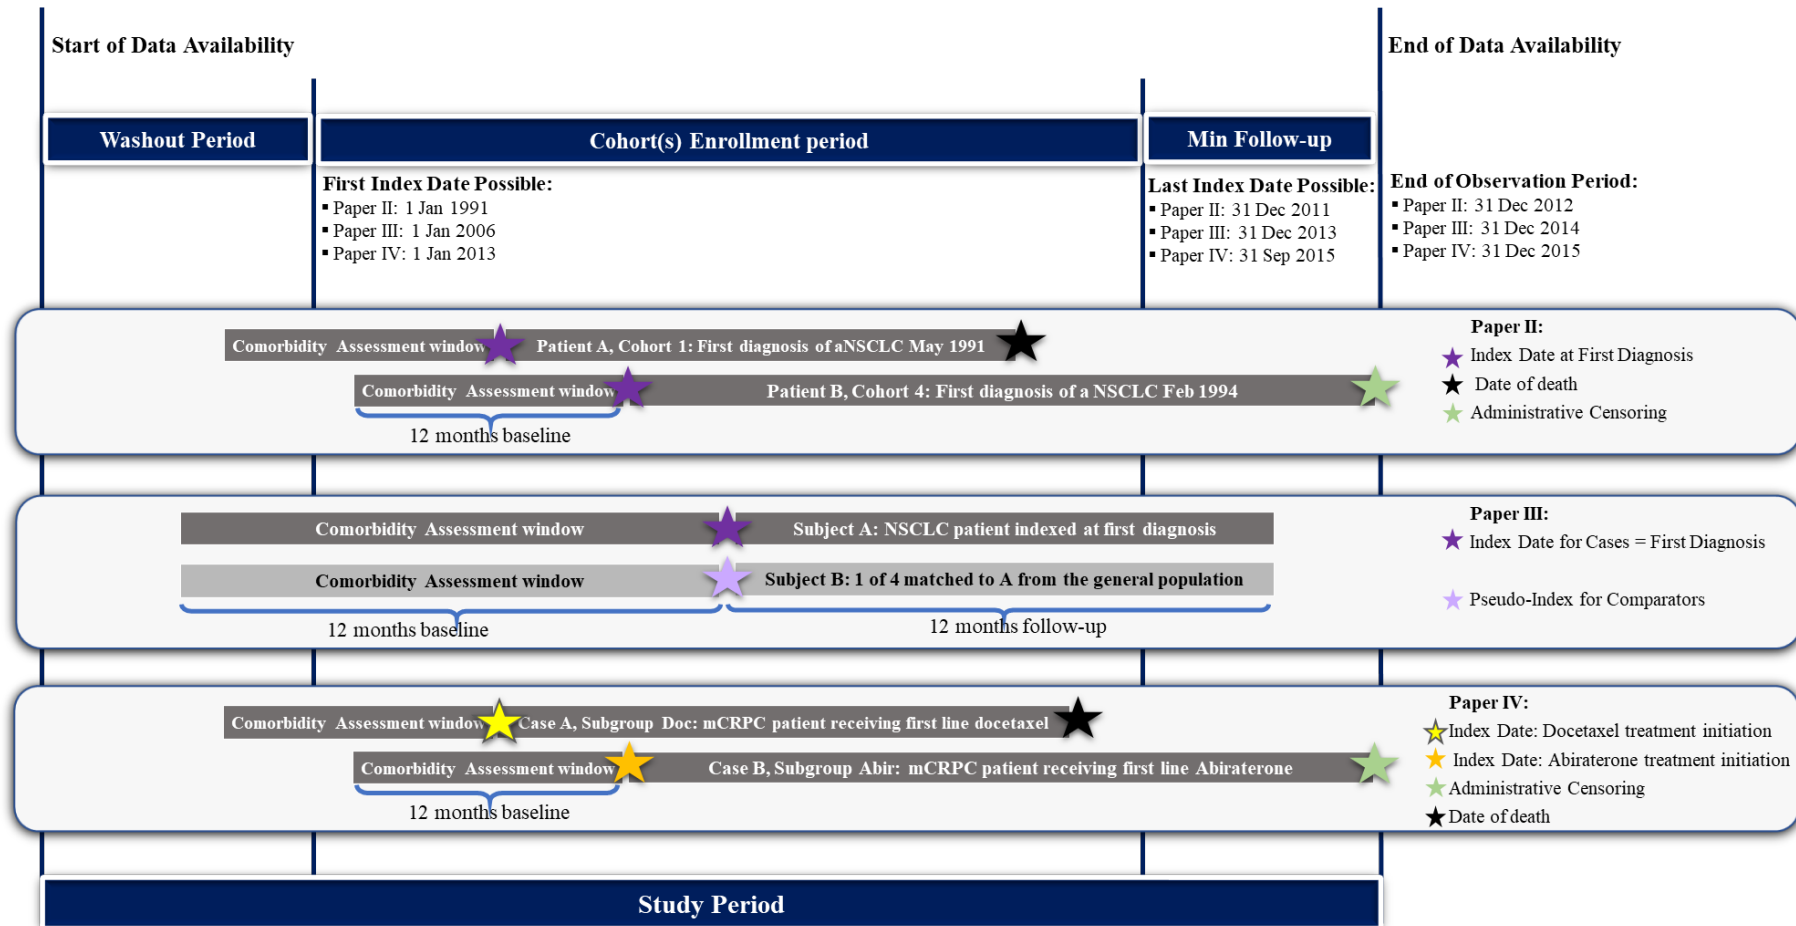 Start of Data Availability
End of Data Availability
Washout Period
Cohort(s) Enrollment period
Min Follow-up
First Index Date Possible:
▪ Paper II: 1 Jan 1991
▪ Paper III: 1 Jan 2006
▪ Paper IV: 1 Jan 2013
Last Index Date Possible:
▪ Paper II: 31 Dec 2011
▪ Paper III: 31 Dec 2013
▪ Paper IV: 31 Sep 2015
End of Observation Period:
▪ Paper II: 31 Dec 2012
▪ Paper III: 31 Dec 2014
▪ Paper IV: 31 Dec 2015
Comorbidity Assessment window
Patient A, Cohort 1: First diagnosis of aNSCLC May 1991
Comorbidity Assessment window
Patient B, Cohort 4: First diagnosis of a NSCLC Feb 1994
12 months baseline
Paper II:
Index Date at First Diagnosis
Date of death
Administrative Censoring
Comorbidity Assessment window
Subject A: NSCLC patient indexed at first diagnosis
Comorbidity Assessment window
Subject B: 1 of 4 matched to A from the general population
12 months baseline
12 months follow-up
Paper III:
Index Date for Cases = First Diagnosis
Pseudo-Index for Comparators
Comorbidity Assessment window
Case A, Subgroup Doc: mCRPC patient receiving first line docetaxel
Comorbidity Assessment window
Case B, Subgroup Abir: mCRPC patient receiving first line Abiraterone
12 months baseline
Paper IV:
Index Date: Docetaxel treatment initiation
Index Date: Abiraterone treatment initiation
Administrative Censoring
Date of death
Study Period